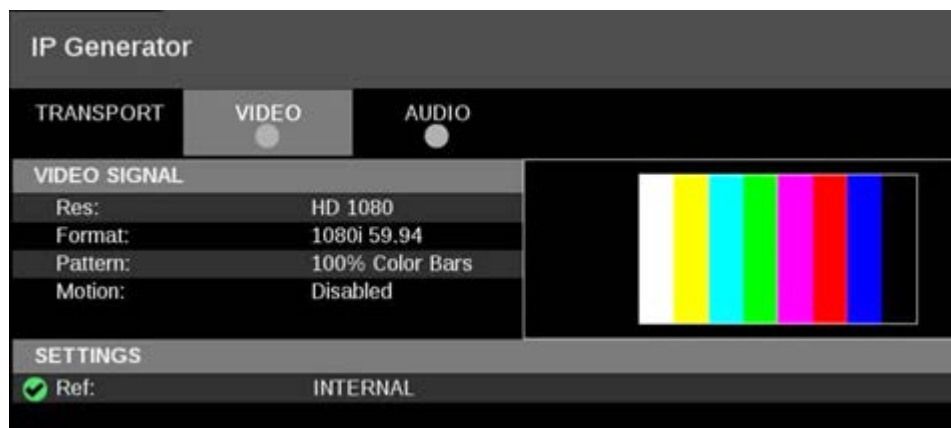 IP Generator
TRANSPORT VIDEO AUDIO
VIDEO SIGNAL
Res: HD 1080
Format: 1080i 59.94
Pattern: 100% Color Bars
Motion: Disabled
SETTINGS
Ref: INTERNAL